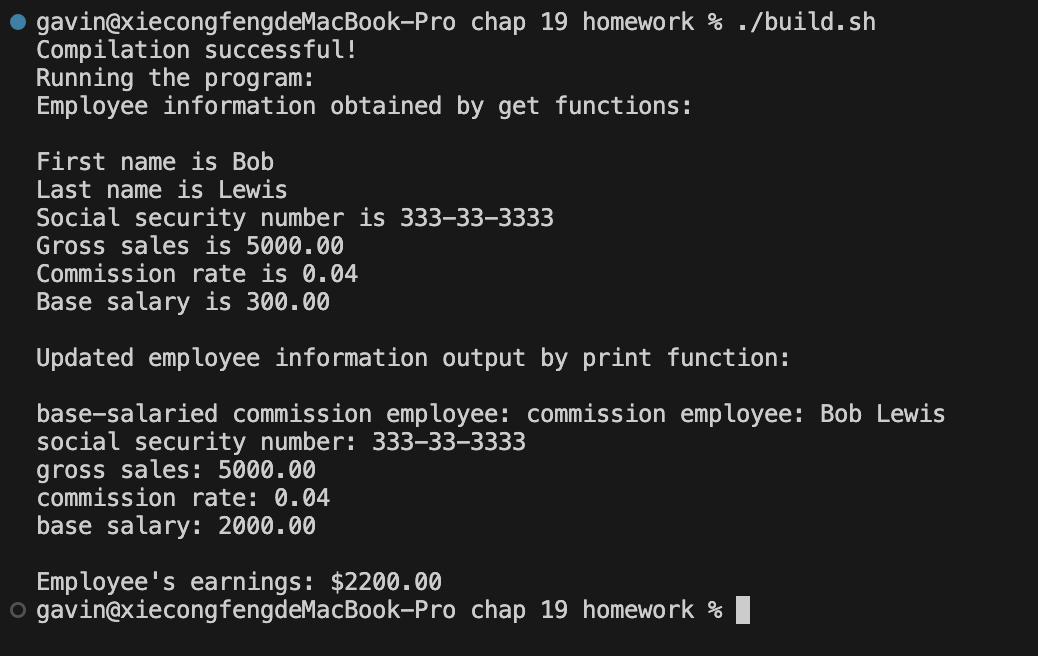 gavin@xiecongfengdeMacBook-Pro chap 19 homework % ./build.sh
Compilation successful!
Running the program:
Employee information obtained by get functions:
First name is Bob
Last name is Lewis
Social security number is 333-33-3333
Gross sales is 5000.00
Commission rate is 0.04
Base salary is 300.00
Updated employee information output by print function:
base-salaried commission employee: commission employee: Bob Lewis
social security number: 333-33-3333
gross sales: 5000.00
commission rate: 0.04
base salary: 2000.00
Employee's earnings: $2200.00
gavin@xiecongfengdeMacBook-Pro chap 19 homework %